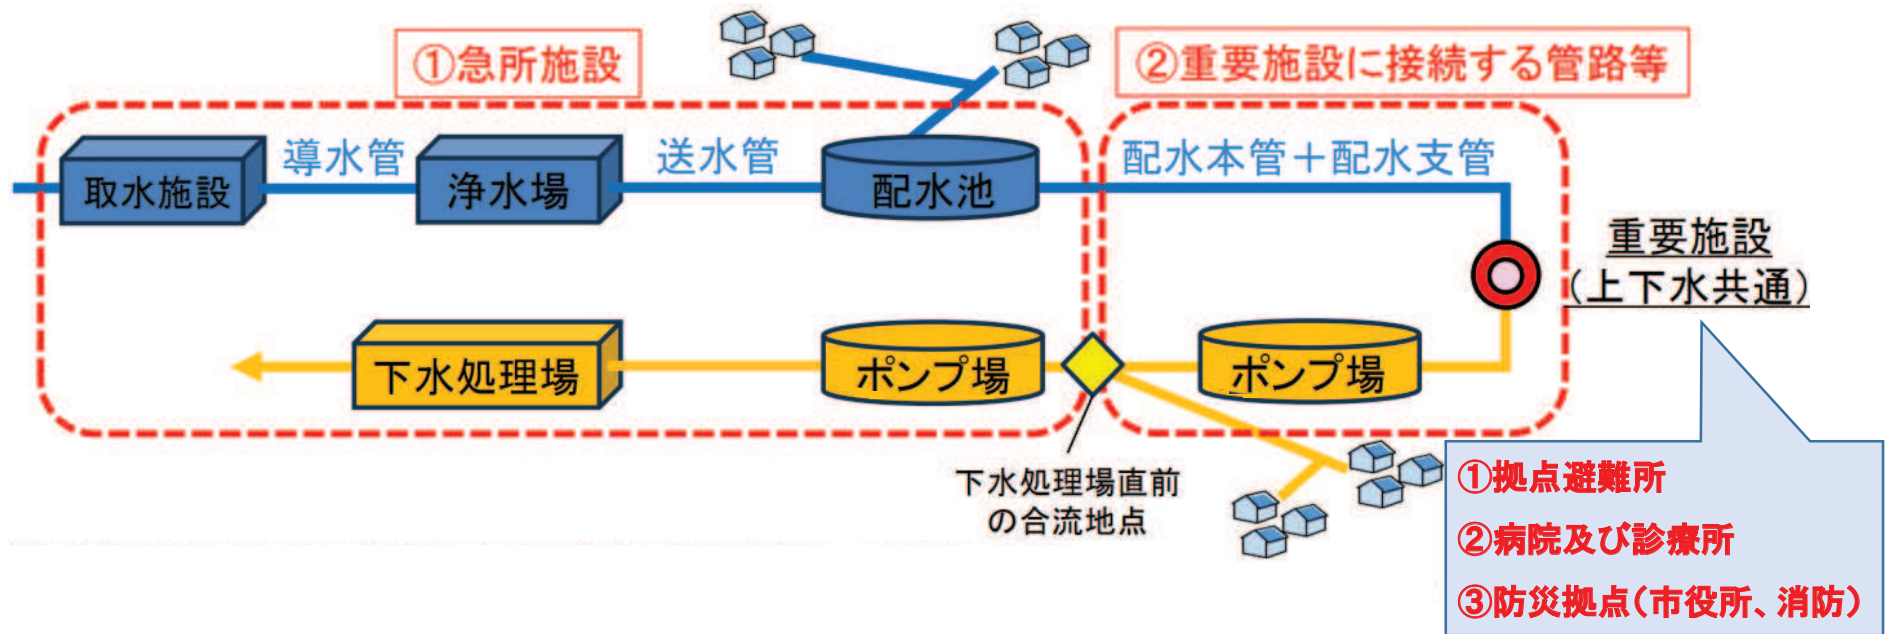 ①急所施設
②重要施設に接続する管路等
取水施設
導水管
浄水場
送水管
配水池
配水本管＋配水支管
重要施設
（上下水共通）
下水処理場
ポンプ場
ポンプ場
下水処理場直前
の合流地点
①拠点避難所
②病院及び診療所
③防災拠点（市役所、消防）